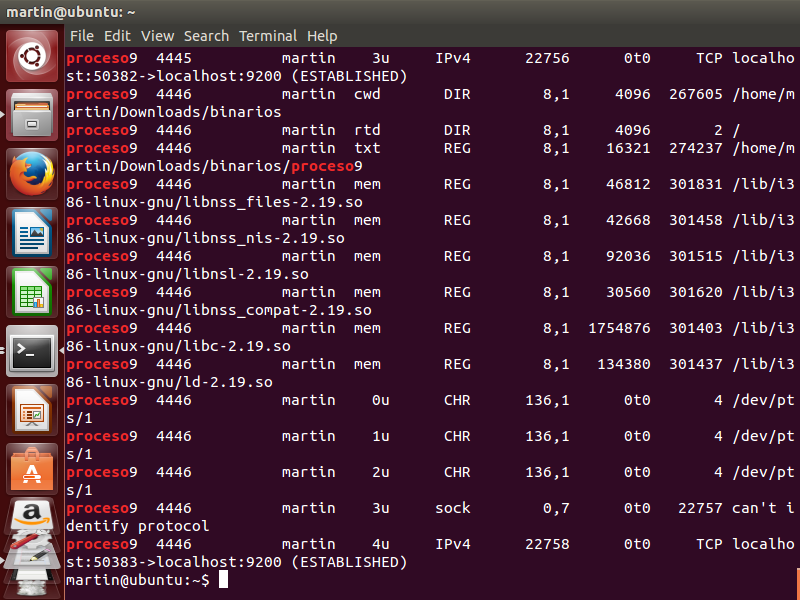 martin@ubuntu: ~
File Edit View Search Terminal Help
proceso9 4445 martin 3u IPv4 22756 0t0 TCP localho
st:50382->localhost:9200 (ESTABLISHED)
proceso9 4446 martin cwd DIR 8,1 4096 267605 /home/m
artin/Downloads/binarios
proceso9 4446 martin rtd DIR 8,1 4096 2 /
proceso9 4446 martin txt REG 8,1 16321 274237 /home/m
artin/Downloads/binarios/proceso9
proceso9 4446 martin mem REG 8,1 46812 301831 /lib/i3
86-linux-gnu/libnss_files-2.19.so
proceso9 4446 martin mem REG 8,1 42668 301458 /lib/i3
86-linux-gnu/libnss_nis-2.19.so
proceso9 4446 martin mem REG 8,1 92036 301515 /lib/i3
86-linux-gnu/libnsl-2.19.so
proceso9 4446 martin mem REG 8,1 30560 301620 /lib/i3
86-linux-gnu/libnss_compat-2.19.so
proceso9 4446 martin mem REG 8,1 1754876 301403 /lib/i3
86-linux-gnu/libc-2.19.so
proceso9 4446 martin mem REG 8,1 134380 301437 /lib/i3
86-linux-gnu/ld-2.19.so
proceso9 4446 martin 0u CHR 136,1 0t0 4 /dev/pt
s/1
proceso9 4446 martin 1u CHR 136,1 0t0 4 /dev/pt
s/1
proceso9 4446 martin 2u CHR 136,1 0t0 4 /dev/pt
s/1
proceso9 4446 martin 3u sock 0,7 0t0 22757 can't i
dentify protocol
proceso9 4446 martin 4u IPv4 22758 0t0 TCP localho
st:50383->localhost:9200 (ESTABLISHED)
martin@ubuntu:~$